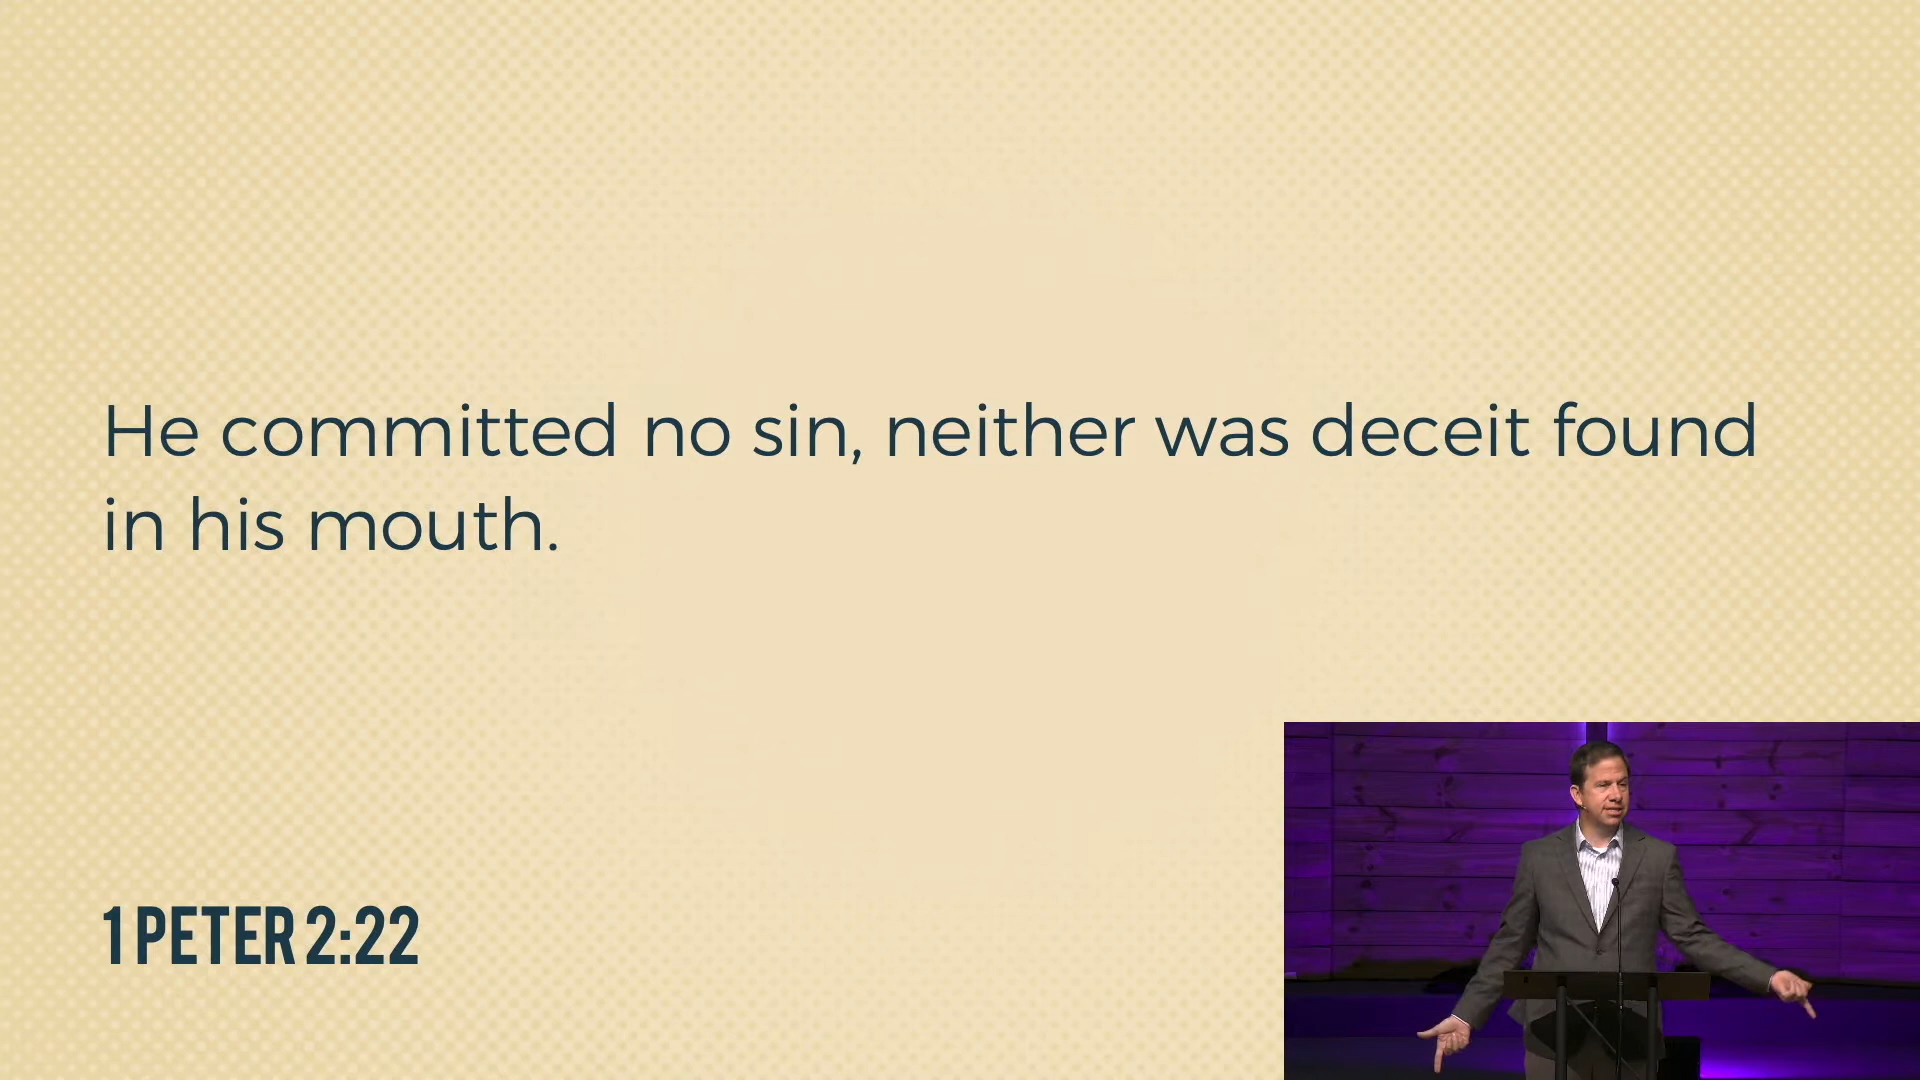 He committed no sin, neither was deceit found
in his mouth.
1 PETER 2:22